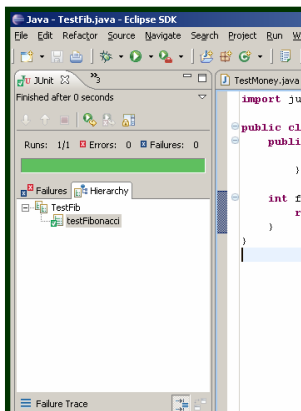 Java - TestFib.java - Eclipse SDK
File Edit Refactor Source Navigate Search Project Run
JUnit
3
TestMoney.java
Finished after 0 seconds
Runs: 1/1 Errors: 0 Failures: 0
Failures Hierarchy
TestFib
testFibonacci
Failure Trace
import ju
public cl
publi
}
int f
r
}
}